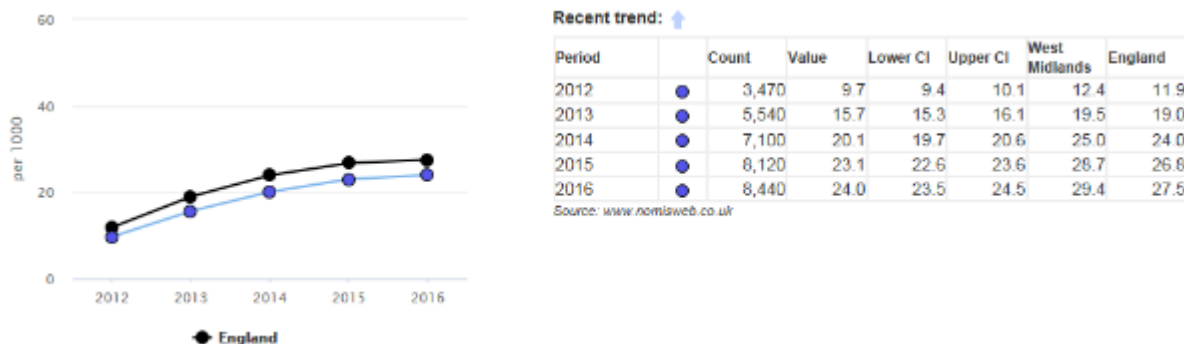 60
40
20
0
per 1000
2012 2013 2014 2015 2016
England
Recent trend:
Period Count Value Lower CI Upper CI West Midlands England
2012 3,470 9.7 9.4 10.1 12.4 11.9
2013 5,540 15.7 15.3 16.1 19.5 19.0
2014 7,100 20.1 19.7 20.6 25.0 24.0
2015 8,120 23.1 22.6 23.6 28.7 26.8
2016 8,440 24.0 23.5 24.5 29.4 27.5
Source: www.nomisweb.co.uk